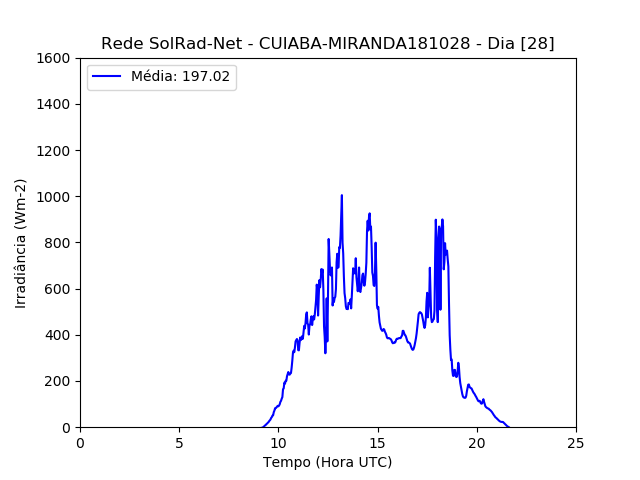 Rede SolRad-Net - CUIABA-MIRANDA181028 - Dia [28]
Média: 197.02
1600
1400
1200
1000
800
600
400
200
0
Irradiância (Wm-2)
0 5 10 15 20 25
Tempo (Hora UTC)